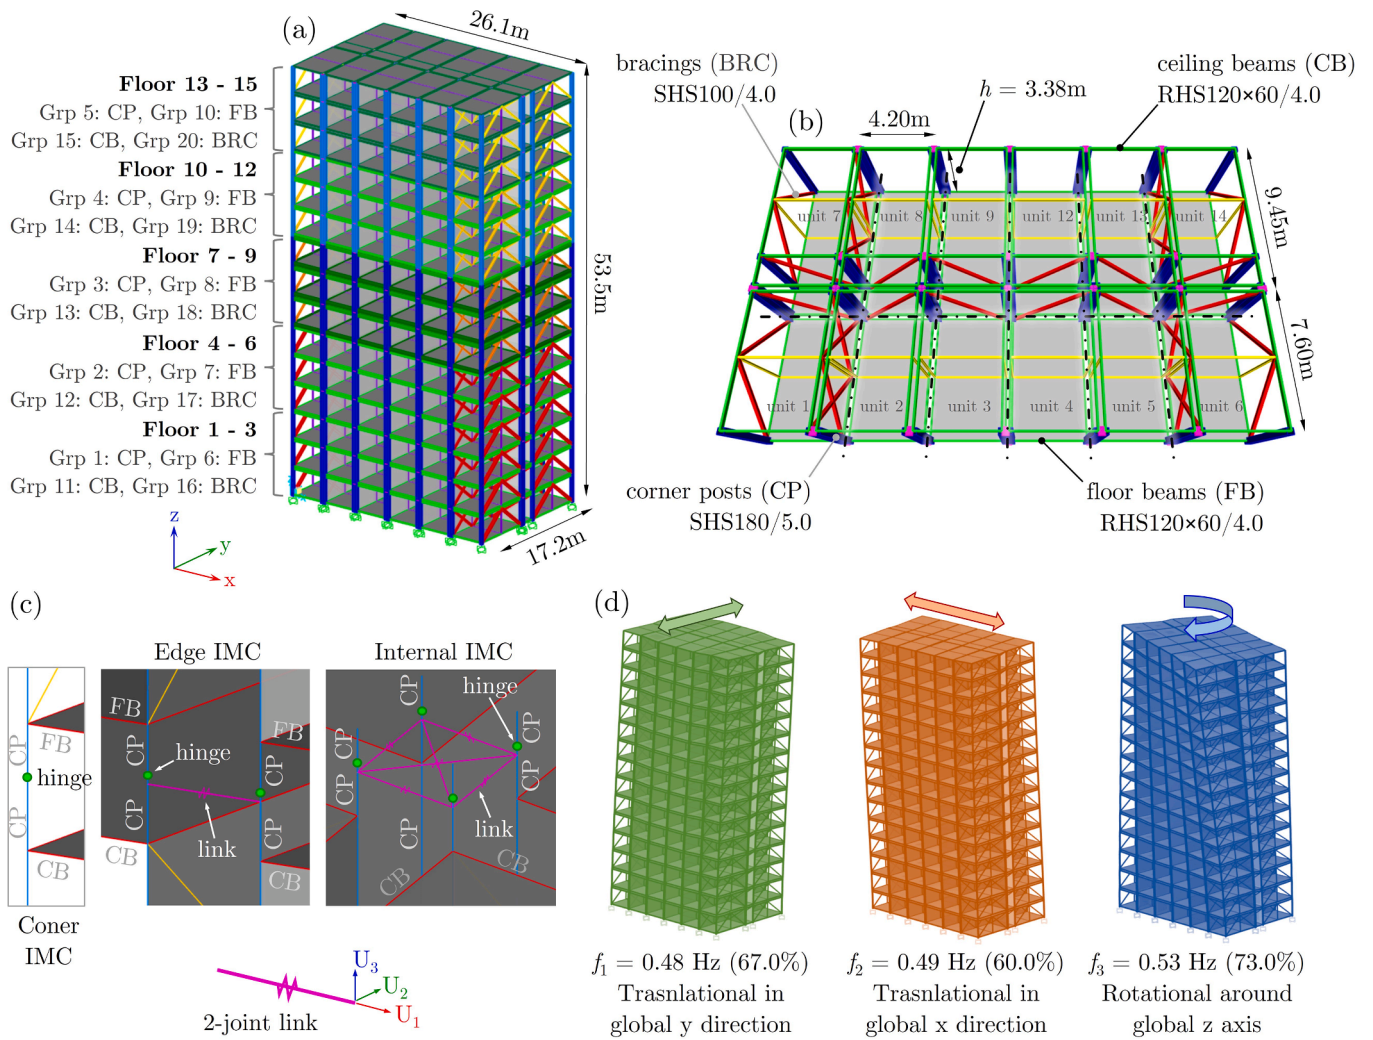 (a)
26.1m
Floor 13 - 15
Grp 5: CP, Grp 10: FB
Grp 15: CB, Grp 20: BRC
Floor 10 - 12
Grp 4: CP, Grp 9: FB
Grp 14: CB, Grp 19: BRC
Floor 7 - 9
Grp 3: CP, Grp 8: FB
Grp 13: CB, Grp 18: BRC
Floor 4 - 6
Grp 2: CP, Grp 7: FB
Grp 12: CB, Grp 17: BRC
Floor 1 - 3
Grp 1: CP, Grp 6: FB
Grp 11: CB, Grp 16: BRC
53.5m
17.2m
z
y
x
(b)
bracings (BRC)
SHS100/4.0
h = 3.38m
ceiling beams (CB)
RHS120×60/4.0
4.20m
9.45m
7.60m
unit 7
unit 8
unit 9
unit 12
unit 13
unit 14
unit 1
unit 2
unit 3
unit 4
unit 5
unit 6
corner posts (CP)
SHS180/5.0
floor beams (FB)
RHS120×60/4.0
(c)
CP
FB
hinge
CP
CB
Coner
IMC
Edge IMC
FB
CP
hinge
FB
CP
CP
link
CB
CP
CB
Internal IMC
CP
hinge
CP
CP
CP
CP
CP
link
CB
CB
2-joint link
U3
U2
U1
(d)
f1 = 0.48 Hz (67.0%)
Trasnlational in
global y direction
f2 = 0.49 Hz (60.0%)
Trasnlational in
global x direction
f3 = 0.53 Hz (73.0%)
Rotational around
global z axis